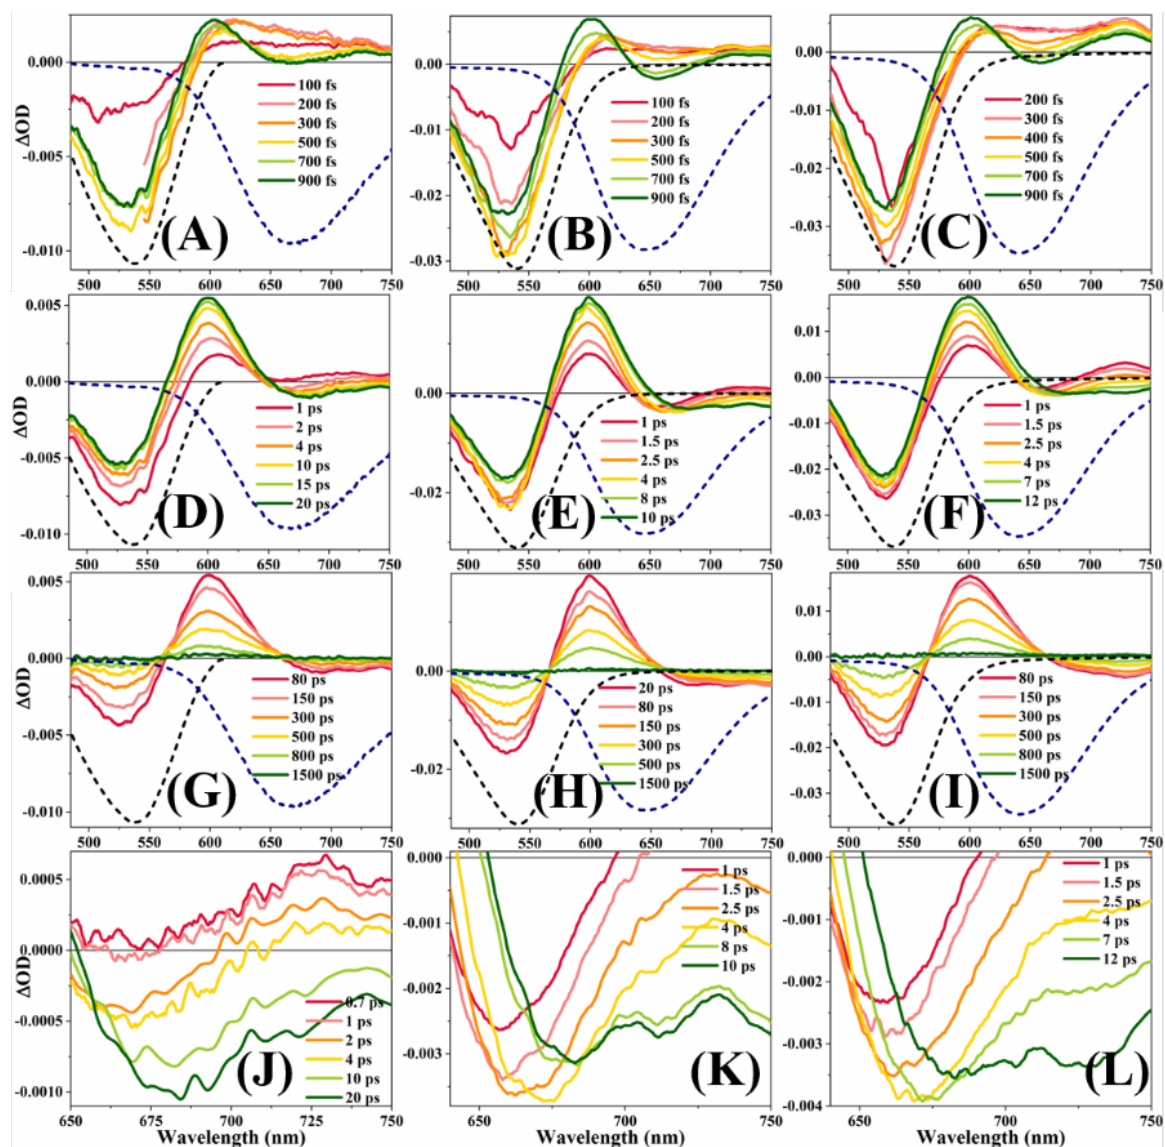 0.000
-0.005
-0.010
ΔOD
100 fs
200 fs
300 fs
500 fs
700 fs
900 fs
(A)
500 550 600 650 700 750
0.00
-0.01
-0.02
-0.03
100 fs
200 fs
300 fs
500 fs
700 fs
900 fs
(B)
500 550 600 650 700 750
0.00
-0.01
-0.03
200 fs
300 fs
400 fs
500 fs
700 fs
900 fs
(C)
500 550 600 650 700 750
0.005
0.000
-0.005
-0.010
ΔOD
1 ps
2 ps
4 ps
10 ps
15 ps
20 ps
(D)
500 550 600 650 700 750
0.00
-0.02
1 ps
1.5 ps
2.5 ps
4 ps
8 ps
10 ps
(E)
500 550 600 650 700 750
0.01
0.00
-0.01
-0.03
1 ps
1.5 ps
2.5 ps
4 ps
7 ps
12 ps
(F)
500 550 600 650 700 750
0.005
0.000
-0.005
-0.010
ΔOD
80 ps
150 ps
300 ps
500 ps
800 ps
1500 ps
(G)
500 550 600 650 700 750
0.00
-0.02
20 ps
80 ps
150 ps
300 ps
500 ps
1500 ps
(H)
500 550 600 650 700 750
0.01
0.00
-0.01
-0.03
80 ps
150 ps
300 ps
500 ps
800 ps
1500 ps
(I)
500 550 600 650 700 750
0.0005
0.0000
-0.0005
-0.0010
ΔOD
0.7 ps
1 ps
2 ps
4 ps
10 ps
20 ps
(J)
650 675 700 725 750
Wavelength (nm)
0.000
-0.001
-0.002
-0.003
1 ps
1.5 ps
2.5 ps
4 ps
8 ps
10 ps
(K)
650 700 750
Wavelength (nm)
0.000
-0.001
-0.002
-0.003
-0.004
1 ps
1.5 ps
2.5 ps
4 ps
7 ps
12 ps
(L)
650 700 750
Wavelength (nm)